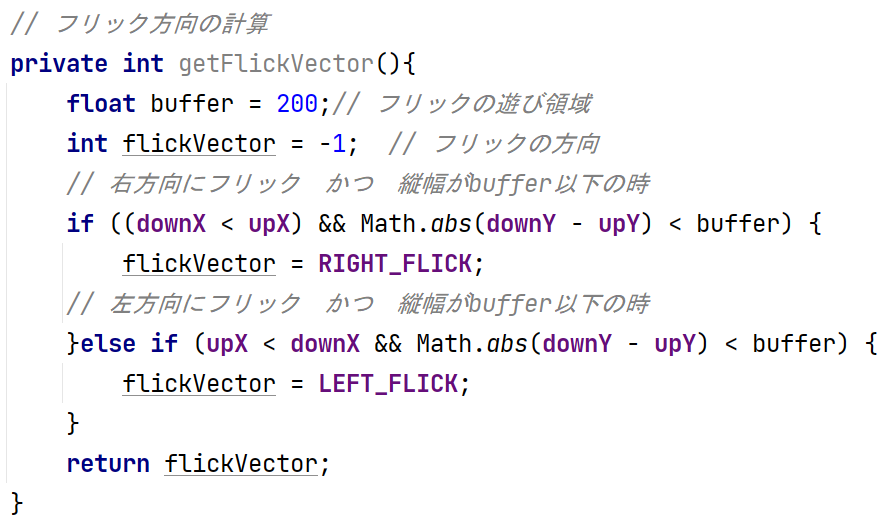 // フリック方向の計算
private int getFlickVector(){
float buffer = 200;// フリックの遊び領域
int flickVector = -1;  // フリックの方向
// 右方向にフリック　かつ　縦幅がbuffer以下の時
if ((downX < upX) && Math.abs(downY - upY) < buffer) {
flickVector = RIGHT_FLICK;
// 左方向にフリック　かつ　縦幅がbuffer以下の時
}else if (upX < downX && Math.abs(downY - upY) < buffer) {
flickVector = LEFT_FLICK;
}
return flickVector;
}